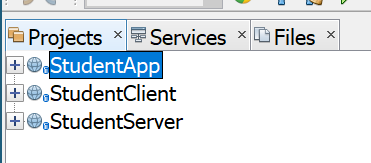 Projects × Services × Files ×
StudentApp
StudentClient
StudentServer